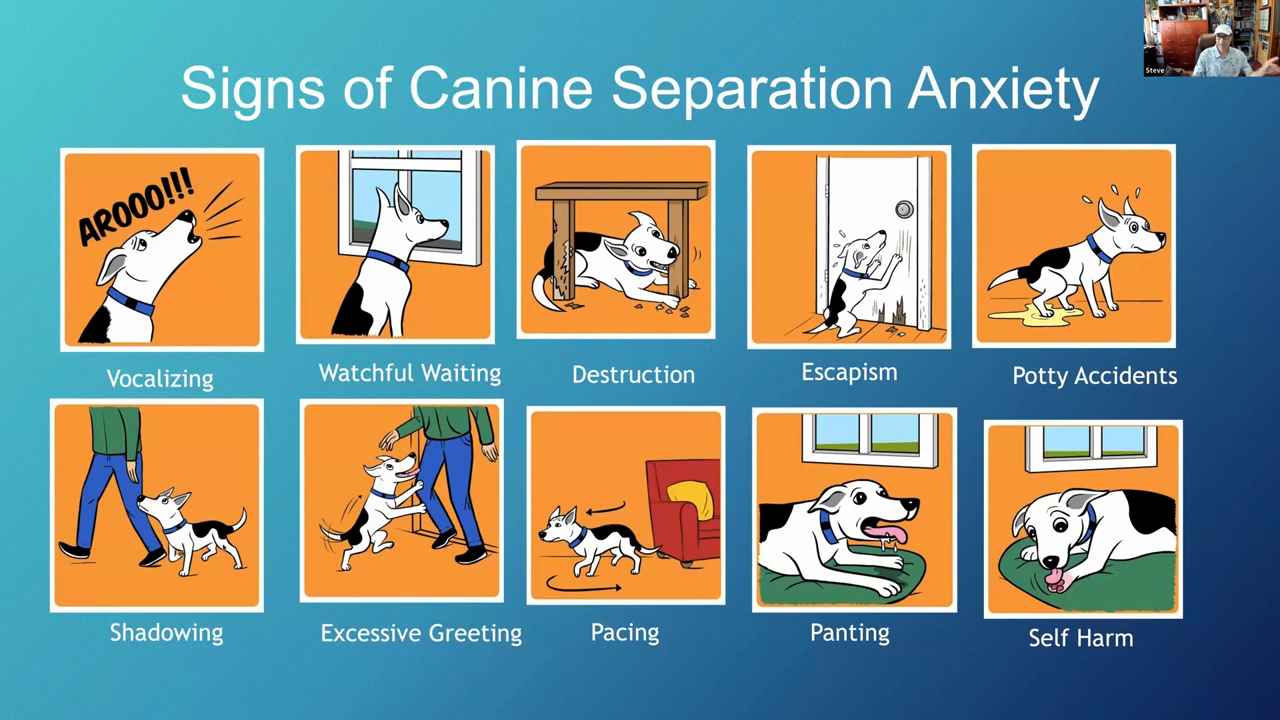 Steve
Signs of Canine Separation Anxiety
AROOO!!!
Vocalizing
Watchful Waiting
Destruction
Escapism
Potty Accidents
Shadowing
Excessive Greeting
Pacing
Panting
Self Harm